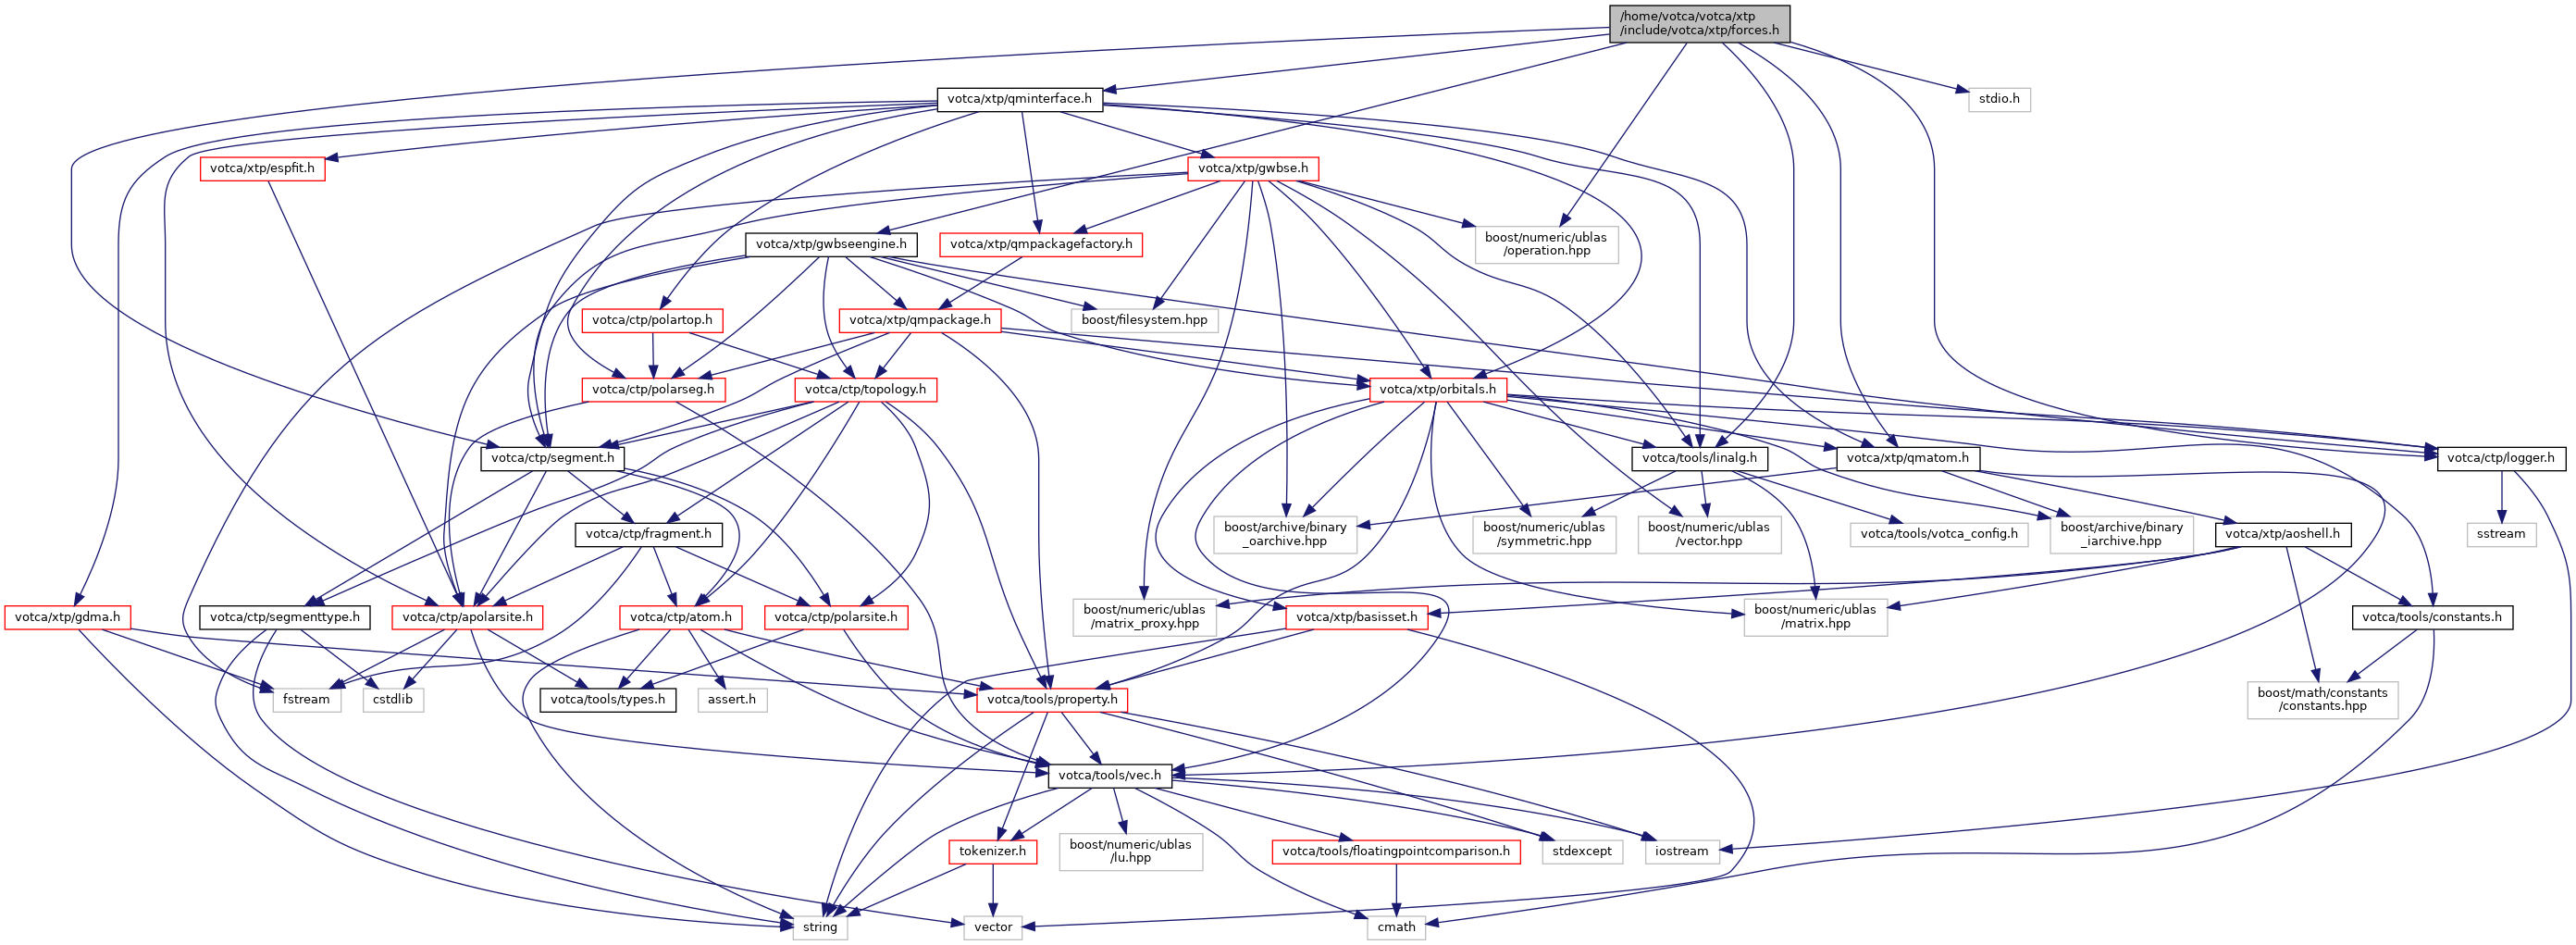 /home/votca/votca/xtp
/include/votca/xtp/forces.h
votca/xtp/qminterface.h
stdio.h
votca/xtp/espfit.h
votca/xtp/gwbse.h
votca/xtp/gwbseengine.h
votca/xtp/qmpackagefactory.h
boost/numeric/ublas
/operation.hpp
votca/ctp/polartop.h
votca/xtp/qmpackage.h
boost/filesystem.hpp
votca/ctp/polarseg.h
votca/ctp/topology.h
votca/xtp/orbitals.h
votca/ctp/segment.h
votca/tools/linalg.h
votca/xtp/qmatom.h
votca/ctp/logger.h
votca/ctp/fragment.h
boost/archive/binary
_oarchive.hpp
boost/numeric/ublas
/symmetric.hpp
boost/numeric/ublas
/vector.hpp
votca/tools/votca_config.h
boost/archive/binary
_iarchive.hpp
votca/xtp/aoshell.h
sstream
votca/xtp/gdma.h
votca/ctp/segmenttype.h
votca/ctp/apolarsite.h
votca/ctp/atom.h
votca/ctp/polarsite.h
boost/numeric/ublas
/matrix_proxy.hpp
votca/xtp/basisset.h
boost/numeric/ublas
/matrix.hpp
votca/tools/constants.h
fstream
cstdlib
votca/tools/types.h
assert.h
votca/tools/property.h
boost/math/constants
/constants.hpp
votca/tools/vec.h
tokenizer.h
boost/numeric/ublas
/lu.hpp
votca/tools/floatingpointcomparison.h
stdexcept
iostream
string
vector
cmath